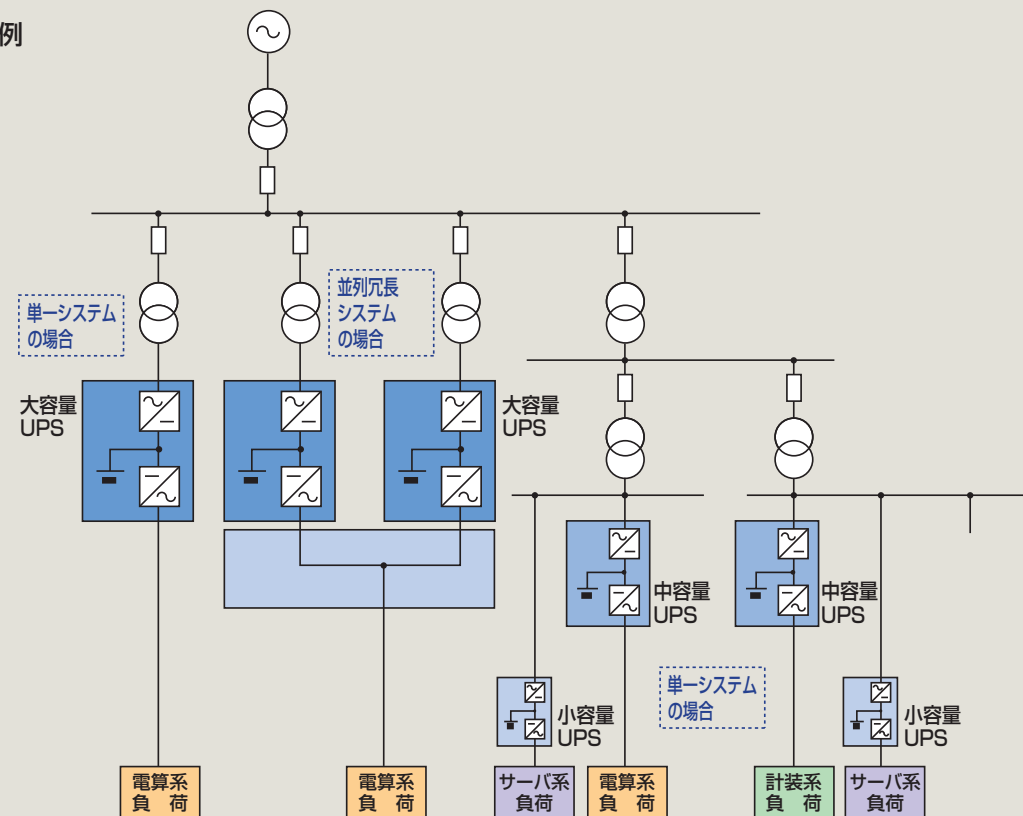 例
単一システム
の場合
並列冗長
システム
の場合
大容量
UPS
大容量
UPS
中容量
UPS
中容量
UPS
単一システム
の場合
小容量
UPS
小容量
UPS
電算系
負　荷
電算系
負　荷
サーバ系
負荷
電算系
負　荷
計装系
負　荷
サーバ系
負荷